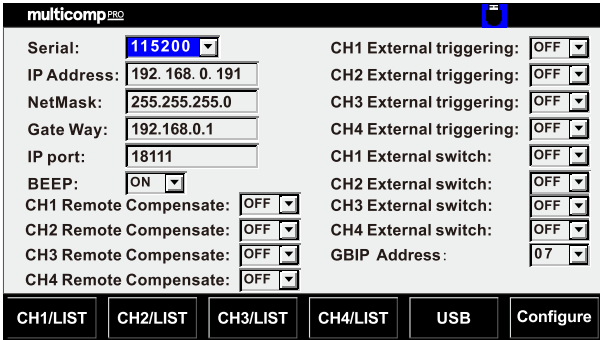 multicomp PRO
Serial: 115200
IP Address: 192. 168. 0. 191
NetMask: 255.255.255.0
Gate Way: 192.168.0.1
IP port: 18111
BEEP: ON
CH1 Remote Compensate: OFF
CH2 Remote Compensate: OFF
CH3 Remote Compensate: OFF
CH4 Remote Compensate: OFF
CH1 External triggering: OFF
CH2 External triggering: OFF
CH3 External triggering: OFF
CH4 External triggering: OFF
CH1 External switch: OFF
CH2 External switch: OFF
CH3 External switch: OFF
CH4 External switch: OFF
GBIP Address: 07
CH1/LIST CH2/LIST CH3/LIST CH4/LIST USB Configure